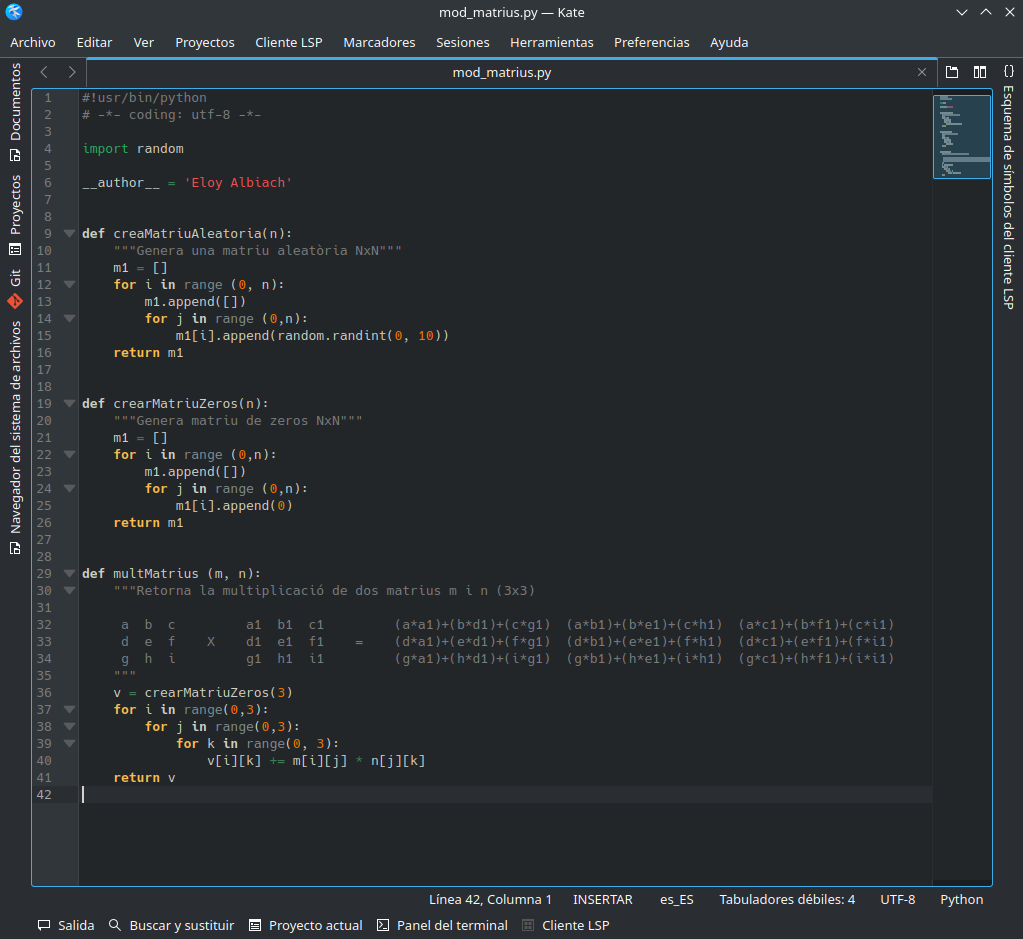 mod_matrius.py — Kate
Archivo Editar Ver Proyectos Cliente LSP Marcadores Sesiones Herramientas Preferencias Ayuda
mod_matrius.py
Documentos
Proyectos
Git
Navegador del sistema de archivos
1 #!usr/bin/python
2 # -*- coding: utf-8 -*-
3
4 import random
5
6 __author__ = 'Eloy Albiach'
7
8
9 def creaMatriuAleatoria(n):
10     """Genera una matriu aleatòria NxN"""
11     m1 = []
12     for i in range (0, n):
13         m1.append([])
14         for j in range (0,n):
15             m1[i].append(random.randint(0, 10))
16     return m1
17
18
19 def crearMatriuZeros(n):
20     """Genera matriu de zeros NxN"""
21     m1 = []
22     for i in range (0,n):
23         m1.append([])
24         for j in range (0,n):
25             m1[i].append(0)
26     return m1
27
28
29 def multMatrius (m, n):
30     """Retorna la multiplicació de dos matrius m i n (3x3)
31
32      a  b  c         a1  b1  c1         (a*a1)+(b*d1)+(c*g1)  (a*b1)+(b*e1)+(c*h1)  (a*c1)+(b*f1)+(c*i1)
33      d  e  f    X    d1  e1  f1    =    (d*a1)+(e*d1)+(f*g1)  (d*b1)+(e*e1)+(f*h1)  (d*c1)+(e*f1)+(f*i1)
34      g  h  i         g1  h1  i1         (g*a1)+(h*d1)+(i*g1)  (g*b1)+(h*e1)+(i*h1)  (g*c1)+(h*f1)+(i*i1)
35     """
36     v = crearMatriuZeros(3)
37     for i in range(0,3):
38         for j in range(0,3):
39             for k in range(0, 3):
40                 v[i][k] += m[i][j] * n[j][k]
41     return v
42
{} Esquema de símbolos del cliente LSP
Línea 42, Columna 1 INSERTAR es_ES Tabuladores débiles: 4 UTF-8 Python
Salida Buscar y sustituir Proyecto actual Panel del terminal Cliente LSP